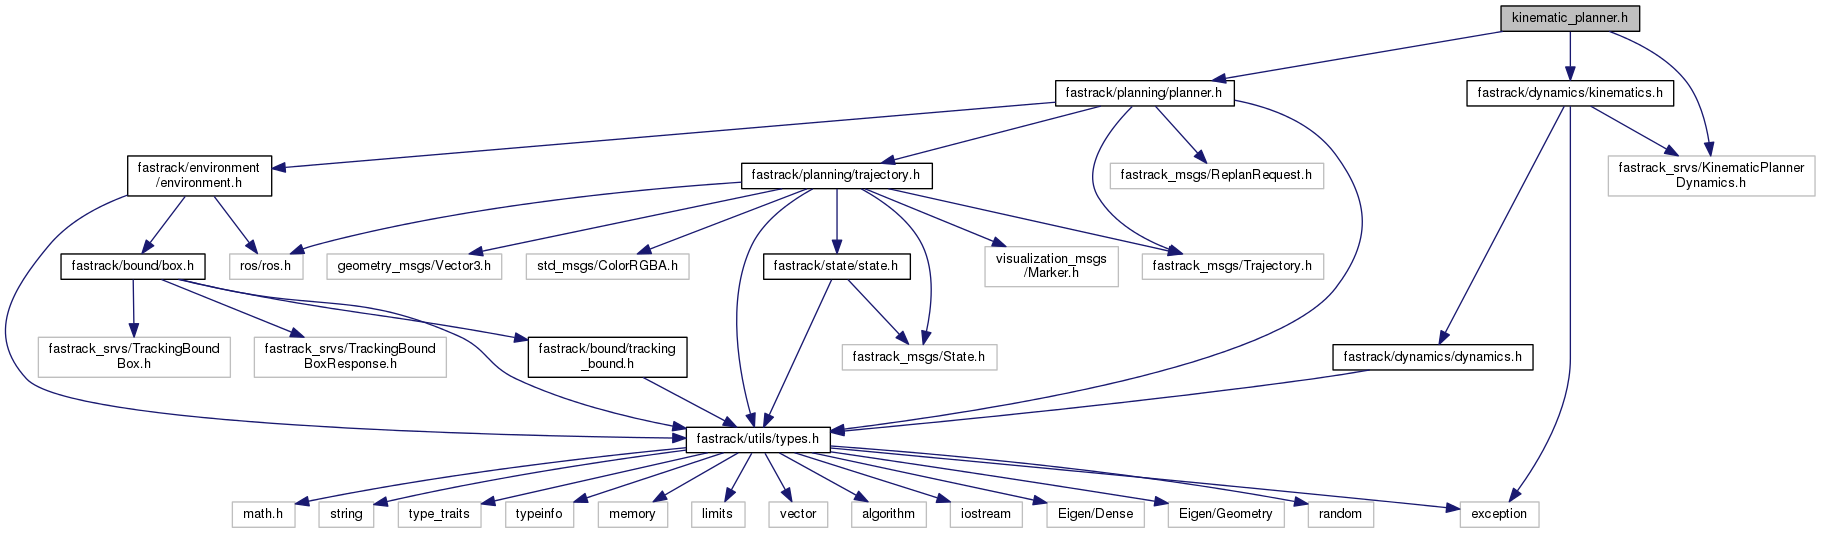 kinematic_planner.h
fastrack/planning/planner.h
fastrack/dynamics/kinematics.h
fastrack/environment
/environment.h
fastrack/planning/trajectory.h
fastrack_msgs/ReplanRequest.h
fastrack_srvs/KinematicPlanner
Dynamics.h
fastrack/bound/box.h
ros/ros.h
geometry_msgs/Vector3.h
std_msgs/ColorRGBA.h
fastrack/state/state.h
visualization_msgs
/Marker.h
fastrack_msgs/Trajectory.h
fastrack_srvs/TrackingBound
Box.h
fastrack_srvs/TrackingBound
BoxResponse.h
fastrack/bound/tracking
_bound.h
fastrack_msgs/State.h
fastrack/dynamics/dynamics.h
fastrack/utils/types.h
math.h
string
type_traits
typeinfo
memory
limits
vector
algorithm
iostream
Eigen/Dense
Eigen/Geometry
random
exception